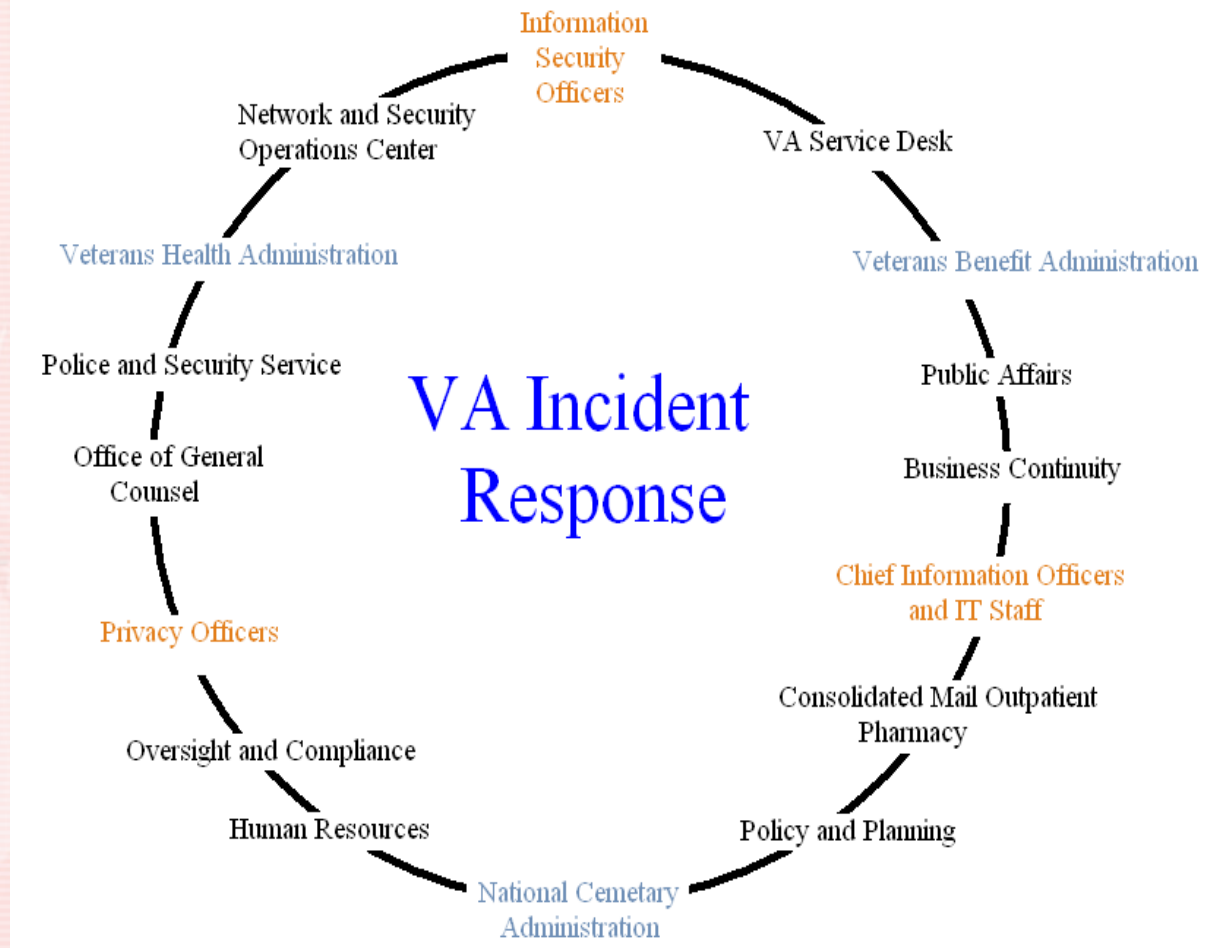 Information
Security
Officers
Network and Security
Operations Center
VA Service Desk
Veterans Health Administration
Veterans Benefit Administration
Police and Security Service
Public Affairs
VA Incident
Response
Office of General
Counsel
Business Continuity
Chief Information Officers
and IT Staff
Privacy Officers
Consolidated Mail Outpatient
Pharmacy
Oversight and Compliance
Human Resources
Policy and Planning
National Cemetary
Administration